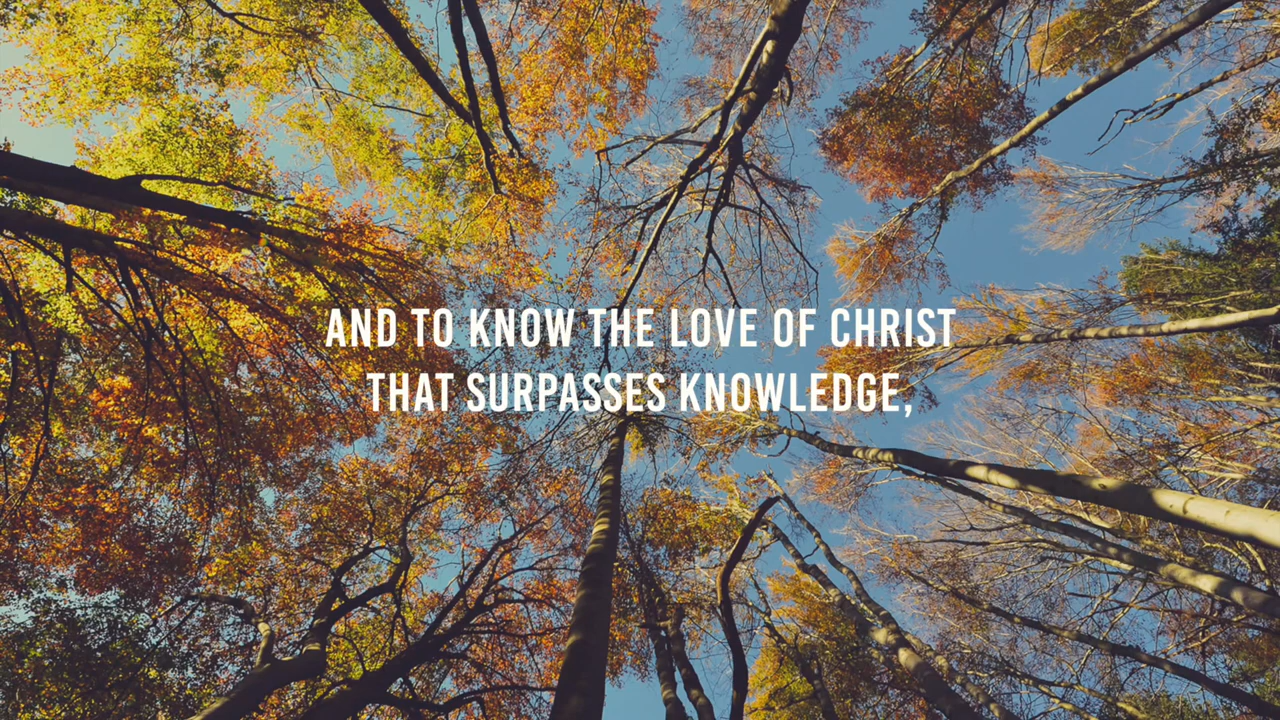 AND TO KNOW THE LOVE OF CHRIST
THAT SURPASSES KNOWLEDGE,